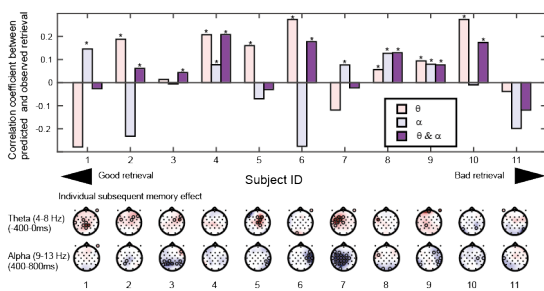 Correlation coefficient between
predicted and observed retrieval
0.2
0.1
0
-0.1
-0.2
* * * * * * * * * * * * * * * * * *
θ
α
θ & α
1 2 3 4 5 6 7 8 9 10 11
Good retrieval
Subject ID
Bad retrieval
Individual subsequent memory effect
Theta (4-8 Hz)
(-400-0ms)
Alpha (9-13 Hz)
(400-800ms)
1 2 3 4 5 6 7 8 9 10 11